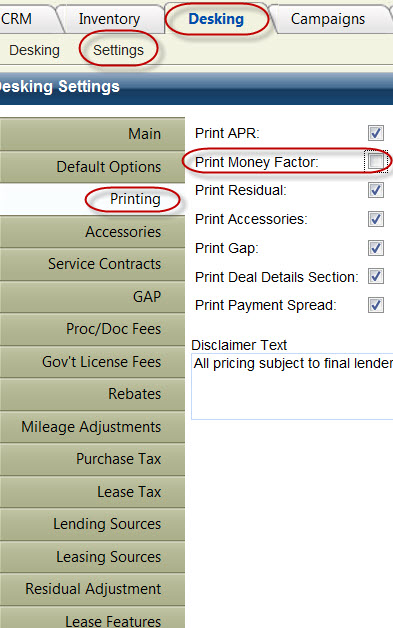 CRM Inventory Desking Campaigns
Desking Settings
Desking Settings
Main
Default Options
Printing
Accessories
Service Contracts
GAP
Proc/Doc Fees
Gov't License Fees
Rebates
Mileage Adjustments
Purchase Tax
Lease Tax
Lending Sources
Leasing Sources
Residual Adjustment
Lease Features
Print APR:
Print Money Factor:
Print Residual:
Print Accessories:
Print Gap:
Print Deal Details Section:
Print Payment Spread:
Disclaimer Text
All pricing subject to final lender